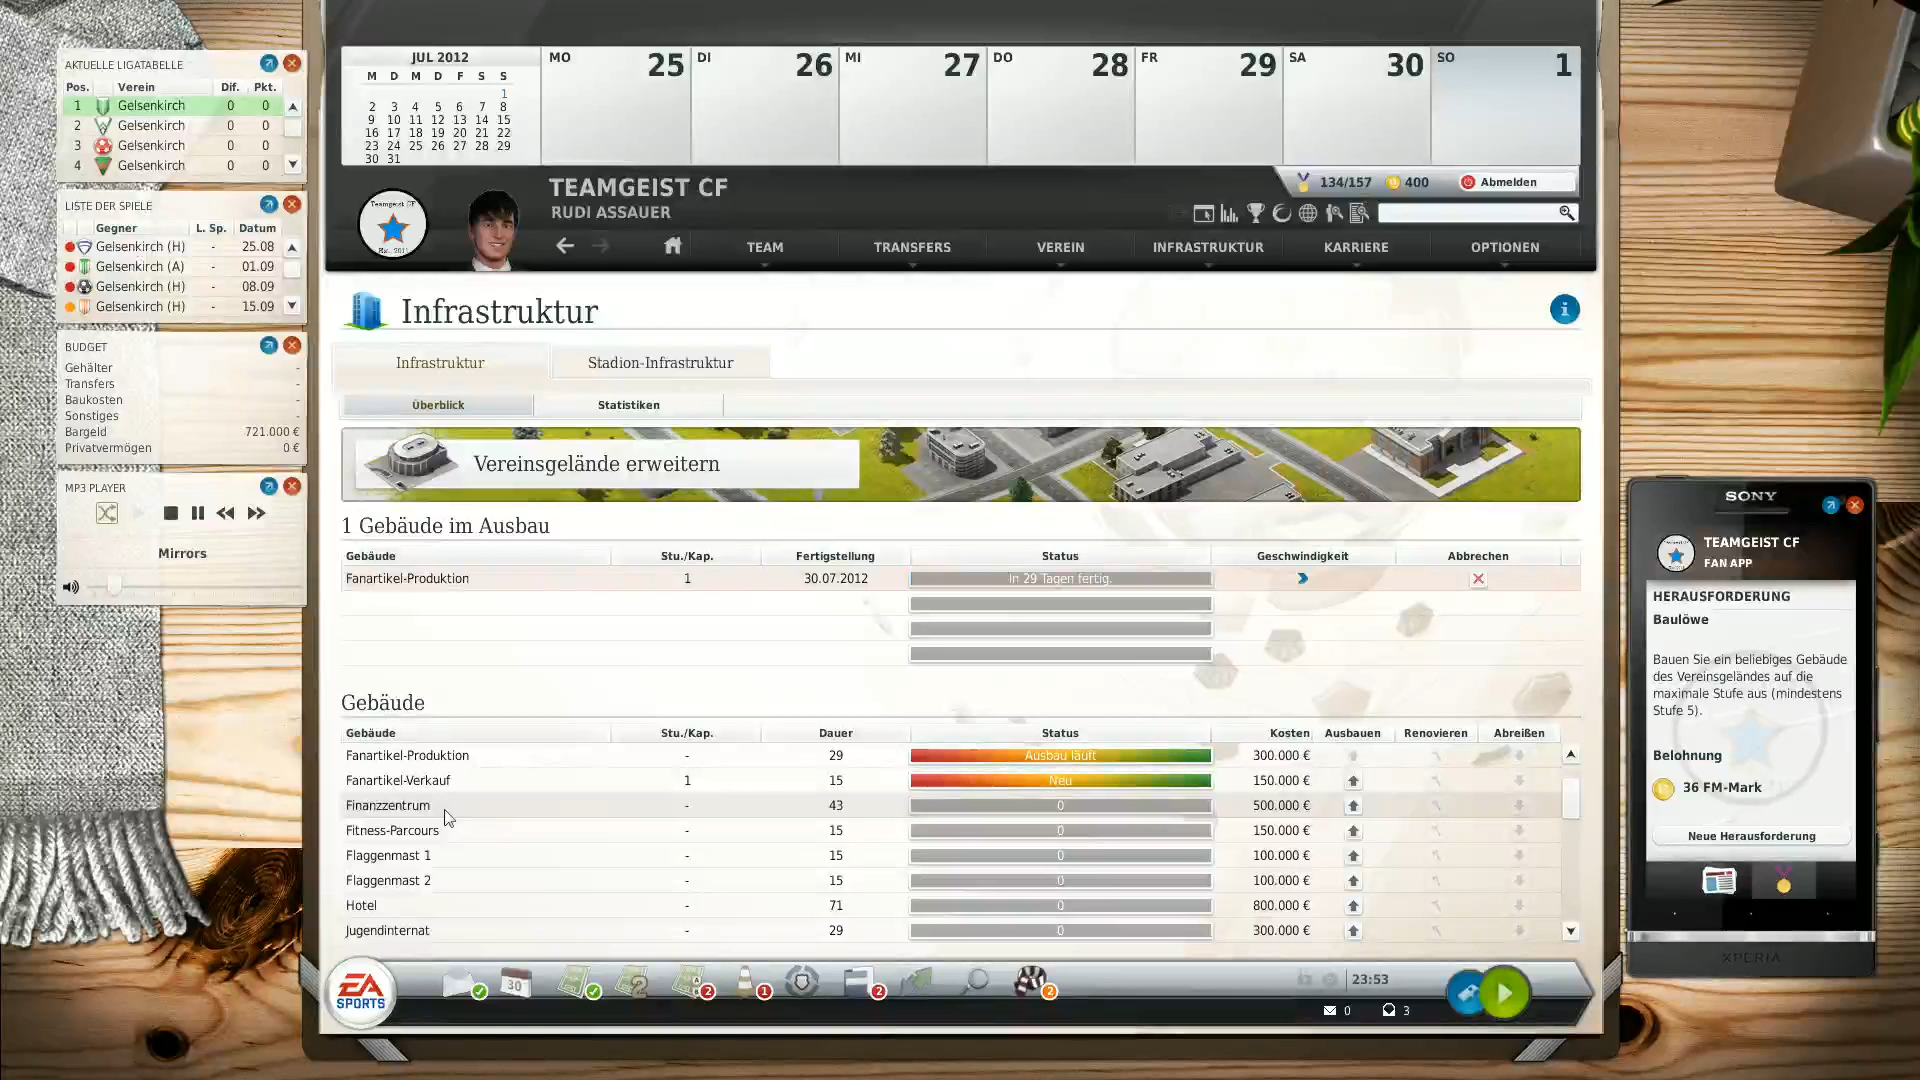 AKTUELLE LIGATABELLE
Pos. Verein Dif. Pkt.
1 Gelsenkirch 0 0
2 Gelsenkirch 0 0
3 Gelsenkirch 0 0
4 Gelsenkirch 0 0
LISTE DER SPIELE
Gegner L. Sp. Datum
Gelsenkirch (H) - 25.08
Gelsenkirch (A) - 01.09
Gelsenkirch (H) - 08.09
Gelsenkirch (H) - 15.09
BUDGET
Gehälter -
Transfers -
Baukosten -
Sonstiges -
Bargeld 721.000 €
Privatvermögen 0 €
MP3 PLAYER
Mirrors
JUL 2012
M D M D F S S
1
2 3 4 5 6 7 8
9 10 11 12 13 14 15
16 17 18 19 20 21 22
23 24 25 26 27 28 29
30 31
MO 25 DI 26 MI 27 DO 28 FR 29 SA 30 SO 1
134/157 400 Abmelden
Teamgeist CF
Est. 2011
TEAMGEIST CF
RUDI ASSAUER
TEAM TRANSFERS VEREIN INFRASTRUKTUR KARRIERE OPTIONEN
Infrastruktur
Infrastruktur Stadion-Infrastruktur
Überblick Statistiken
Vereinsgelände erweitern
1 Gebäude im Ausbau
Gebäude Stu./Kap. Fertigstellung Status Geschwindigkeit Abbrechen
Fanartikel-Produktion 1 30.07.2012 In 29 Tagen fertig.
Gebäude
Gebäude Stu./Kap. Dauer Status Kosten Ausbauen Renovieren Abreißen
Fanartikel-Produktion - 29 Ausbau läuft 300.000 €
Fanartikel-Verkauf 1 15 Neu 150.000 €
Finanzzentrum - 43 0 500.000 €
Fitness-Parcours - 15 0 150.000 €
Flaggenmast 1 - 15 0 100.000 €
Flaggenmast 2 - 15 0 100.000 €
Hotel - 71 0 800.000 €
Jugendinternat - 29 0 300.000 €
EA
SPORTS
30 2 2 1 2 2
23:53
0 3
SONY
TEAMGEIST CF
FAN APP
HERAUSFORDERUNG
Baulöwe
Bauen Sie ein beliebiges Gebäude
des Vereinsgeländes auf die
maximale Stufe aus (mindestens
Stufe 5).
Belohnung
36 FM-Mark
Neue Herausforderung
XPERIA